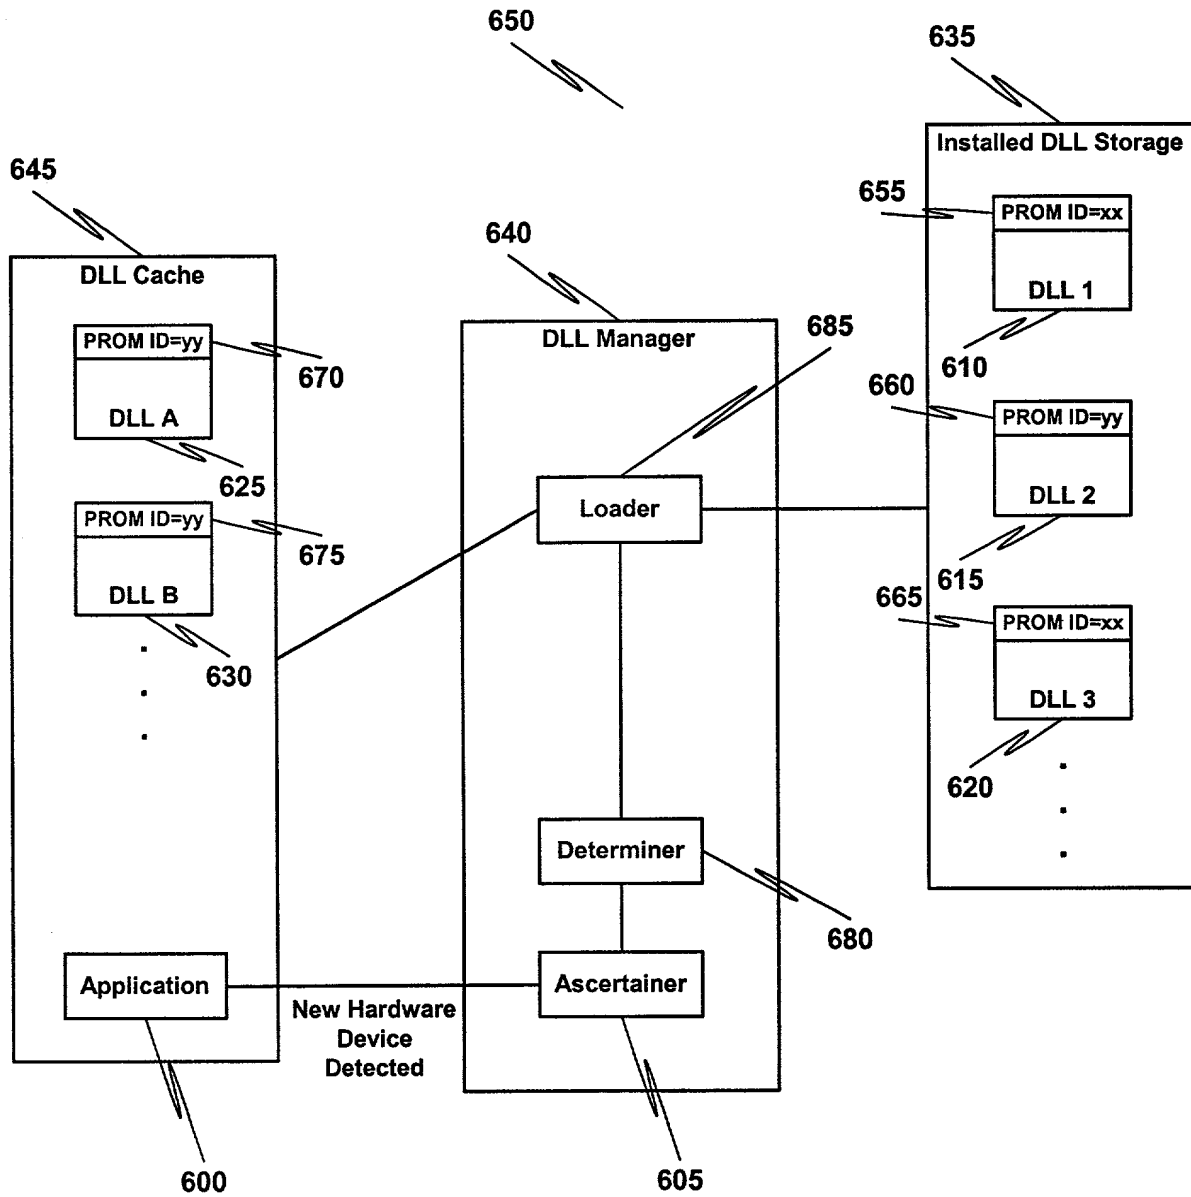 650
635
Installed DLL Storage
655
PROM ID=xx
DLL 1
610
660
PROM ID=yy
DLL 2
615
665
PROM ID=xx
DLL 3
620
645
DLL Cache
PROM ID=yy
670
DLL A
625
PROM ID=yy
675
DLL B
630
640
DLL Manager
685
Loader
Determiner
680
Application
New Hardware
Device
Detected
Ascertainer
600
605